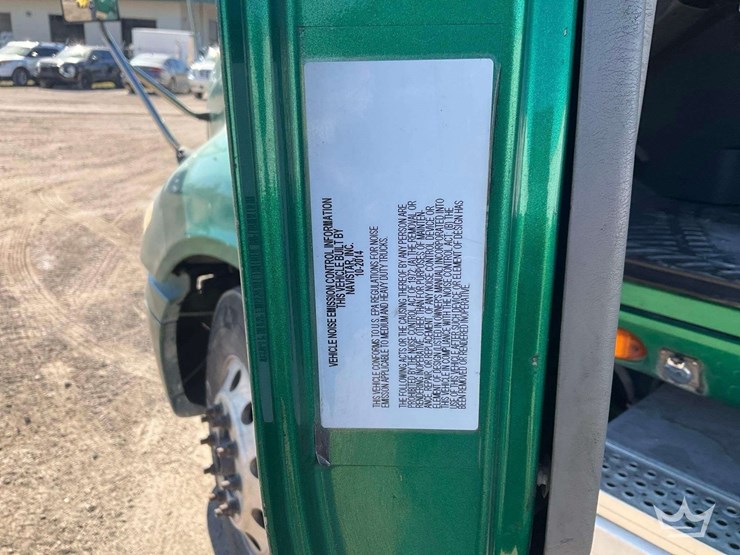 VEHICLE NOISE EMISSION CONTROL INFORMATION
THIS VEHICLE BUILT BY
NAVISTAR, INC.
10-2014
THIS VEHICLE CONFORMS TO U.S. EPA REGULATIONS FOR NOISE
EMISSION APPLICABLE TO MEDIUM AND HEAVY DUTY TRUCKS.
THE FOLLOWING ACTS OR THE CAUSING THEREOF BY ANY PERSON ARE
PROHIBITED BY THE NOISE CONTROL ACT OF 1972. (A) THE REMOVAL OR
RENDERING INOPERATIVE, OTHER THAN FOR PURPOSES OF MAINTEN-
ANCE, REPAIR, OR REPLACEMENT OF ANY NOISE CONTROL DEVICE OR
ELEMENT OF DESIGN (LISTED IN OWNERS MANUAL) INCORPORATED INTO
THIS VEHICLE IN COMPLIANCE WITH THE NOISE CONTROL ACT. (B) THE
USE OF THIS VEHICLE AFTER SUCH DEVICE OR ELEMENT OF DESIGN HAS
BEEN REMOVED OR RENDERED INOPERATIVE.